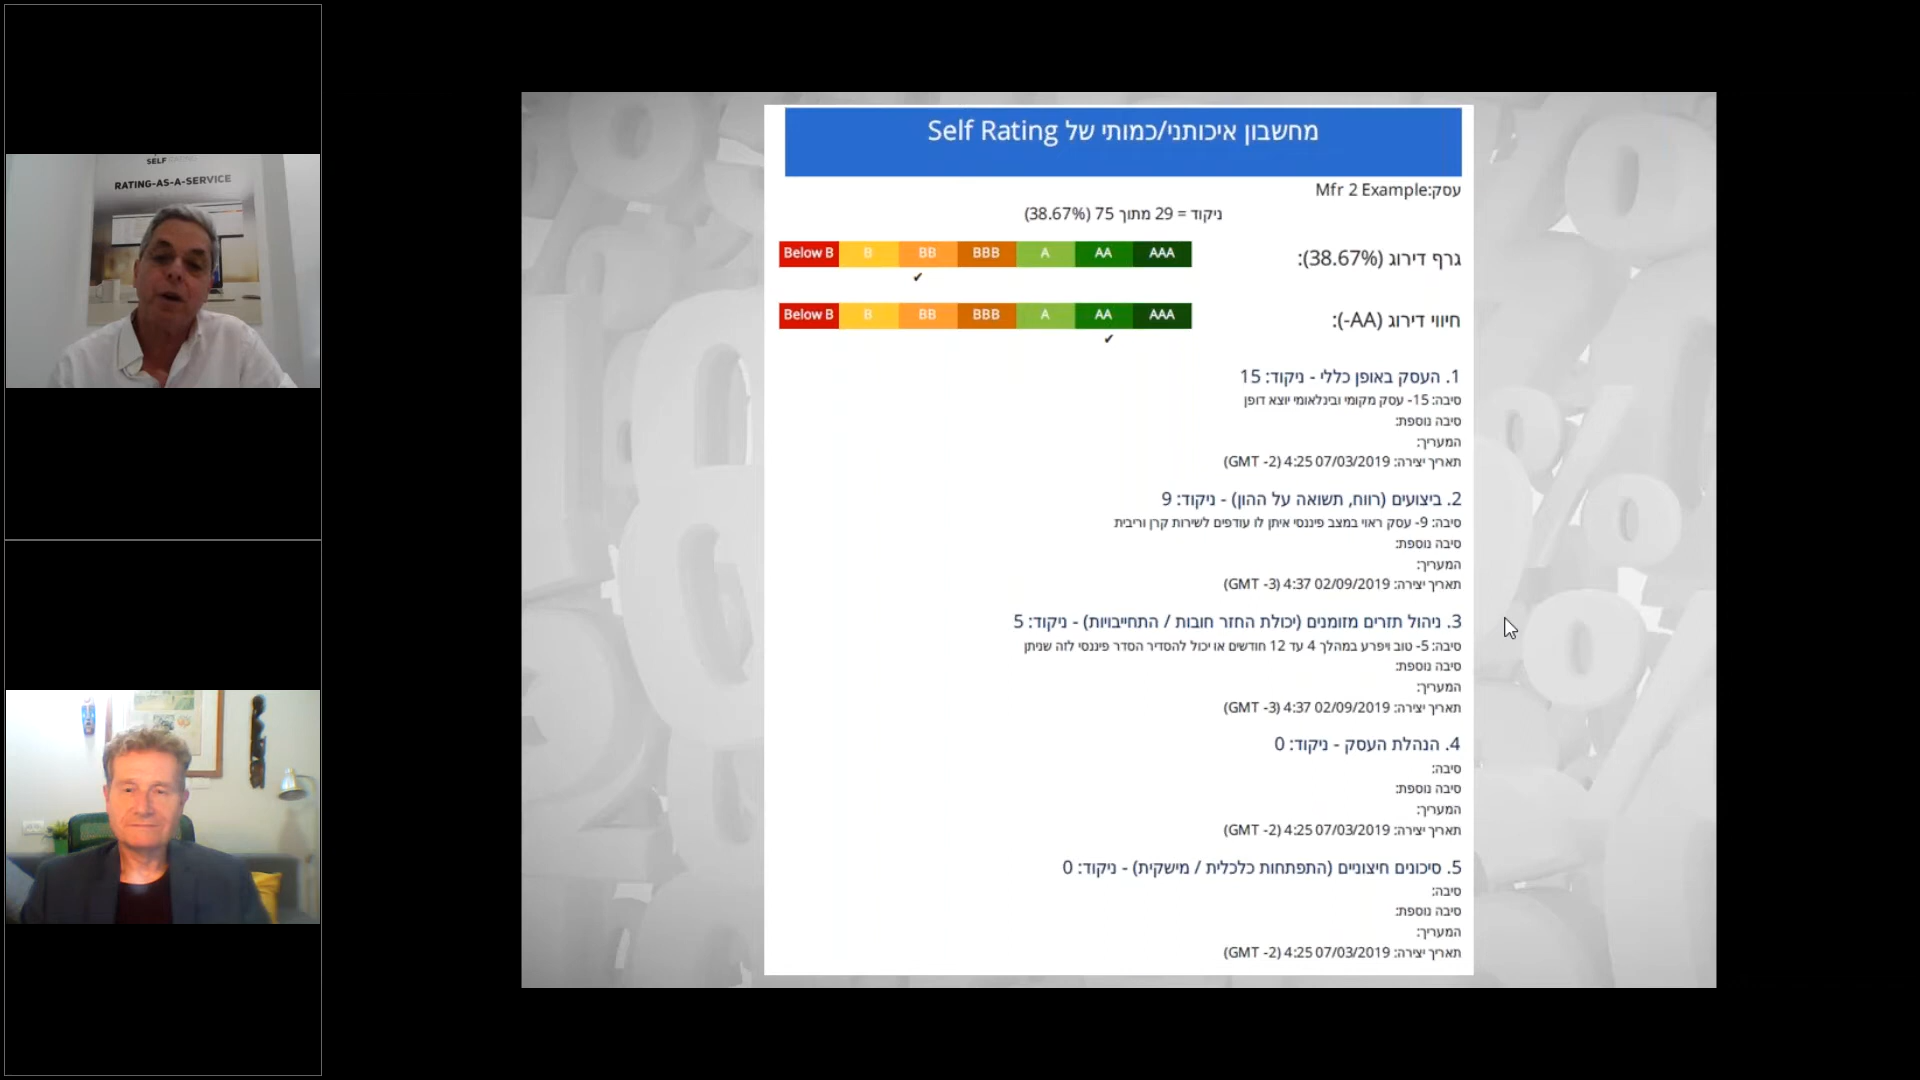 SELF
RATING-AS-A-SERVICE
מחשבון איכותני/כמותי של Self Rating
עסק:Mfr 2 Example
ניקוד = 29 מתוך 75 (38.67%)
גרף דירוג (38.67%):
Below B B BB BBB A AA AAA
✓
חיווי דירוג (AA-):
Below B B BB BBB A AA AAA
✓
1. העסק באופן כללי - ניקוד: 15
סיבה: 15- עסק מקומי ובינלאומי יוצא דופן
סיבה נוספת:
המעריך:
תאריך יצירה: 07/03/2019 4:25 (GMT -2)
2. ביצועים (רווח, תשואה על ההון) - ניקוד: 9
סיבה: 9- עסק ראוי במצב פיננסי איתן לו עודפים לשירות קרן וריבית
סיבה נוספת:
המעריך:
תאריך יצירה: 02/09/2019 4:37 (GMT -3)
3. ניהול תזרים מזומנים (יכולת החזר חובות / התחייבויות) - ניקוד: 5
סיבה: 5- טוב ויפרע במהלך 4 עד 12 חודשים או יכול להסדיר הסדר פיננסי לזה שניתן
סיבה נוספת:
המעריך:
תאריך יצירה: 02/09/2019 4:37 (GMT -3)
4. הנהלת העסק - ניקוד: 0
סיבה:
סיבה נוספת:
המעריך:
תאריך יצירה: 07/03/2019 4:25 (GMT -2)
5. סיכונים חיצוניים (התפתחות כלכלית / מישקית) - ניקוד: 0
סיבה:
סיבה נוספת:
המעריך:
תאריך יצירה: 07/03/2019 4:25 (GMT -2)